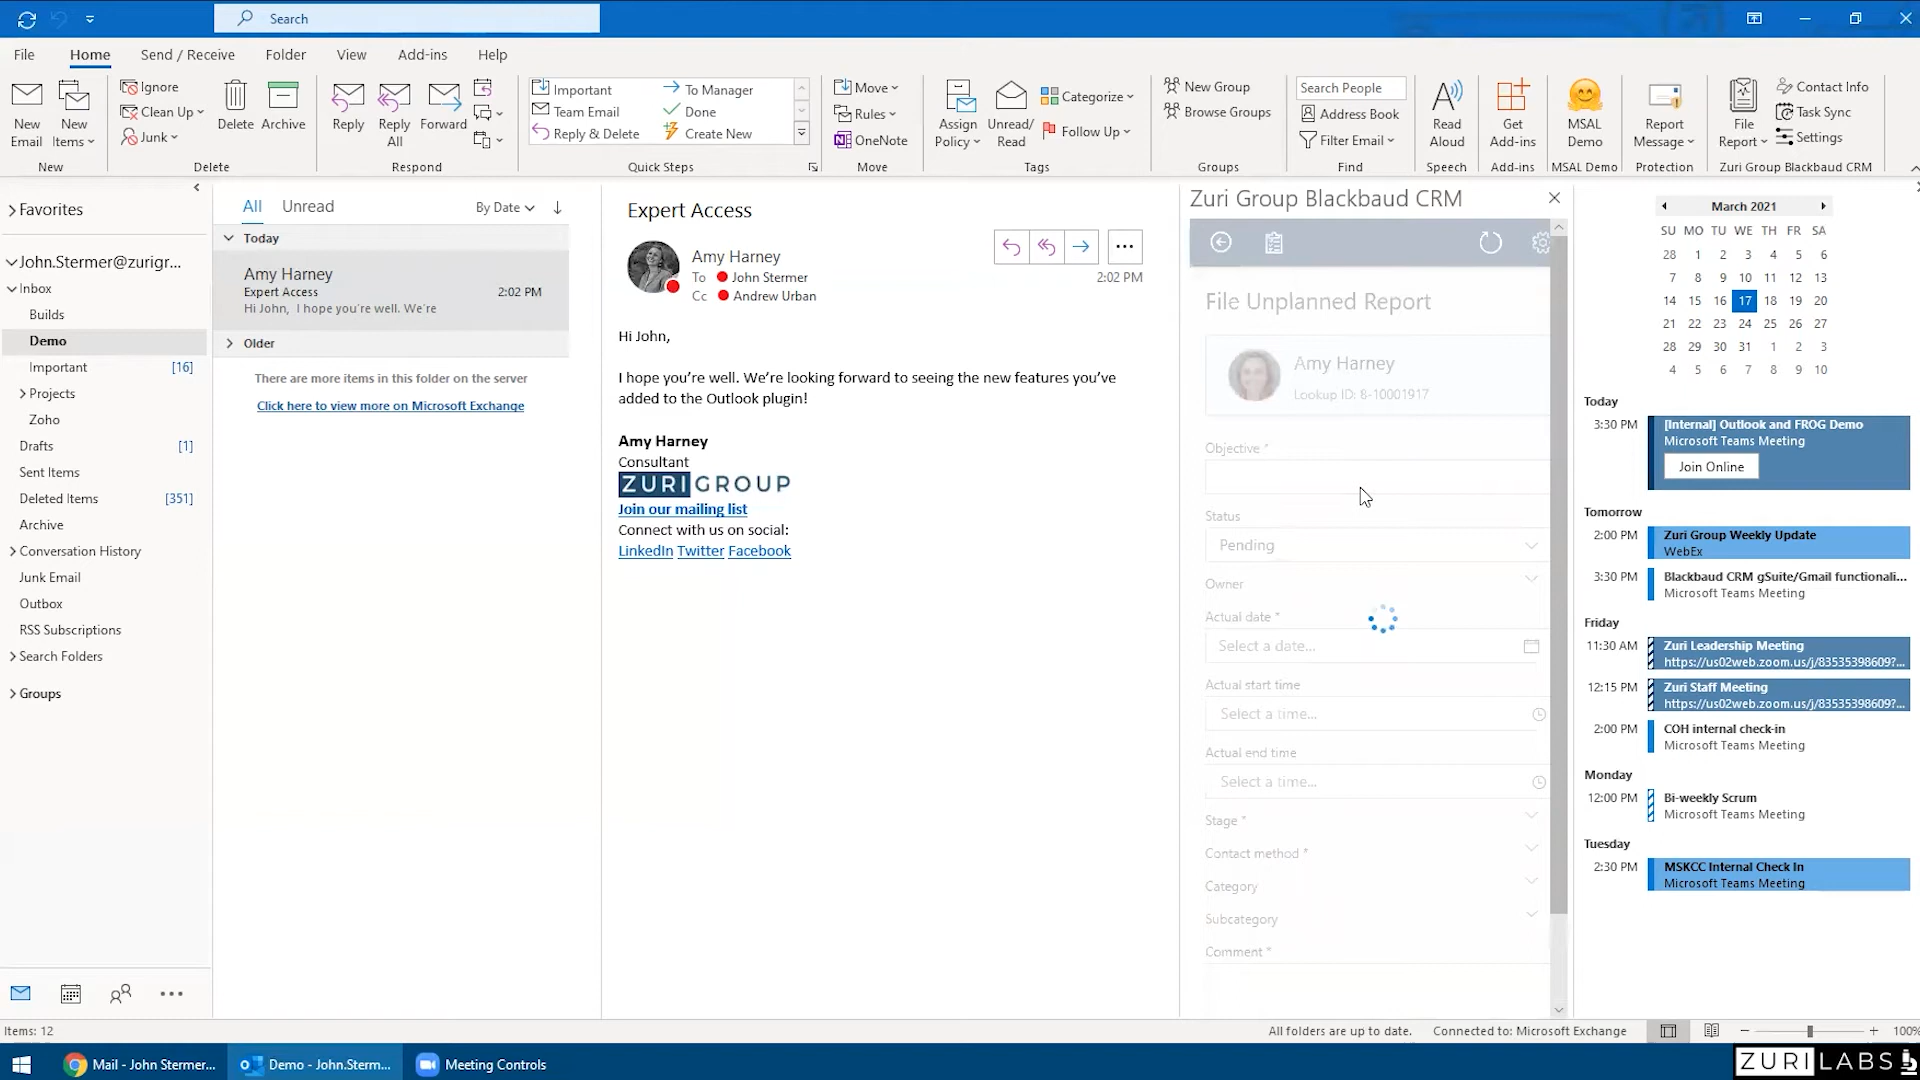 Search
File Home Send / Receive Folder View Add-ins Help
New Email
New Items
New
Ignore
Clean Up
Junk
Delete
Archive
Delete
Reply
Reply All
Forward
Respond
Important
Team Email
Reply & Delete
To Manager
Done
Create New
Quick Steps
Move
Rules
OneNote
Move
Assign Policy
Unread/ Read
Categorize
Follow Up
Tags
New Group
Browse Groups
Groups
Search People
Address Book
Filter Email
Find
Read Aloud
Speech
Get Add-ins
Add-ins
MSAL Demo
MSAL Demo
Report Message
Protection
File Report
Contact Info
Task Sync
Settings
Zuri Group Blackbaud CRM
Favorites
John.Stermer@zurigr...
Inbox
Builds
Demo
Important [16]
Projects
Zoho
Drafts [1]
Sent Items
Deleted Items [351]
Archive
Conversation History
Junk Email
Outbox
RSS Subscriptions
Search Folders
Groups
All Unread By Date
Today
Amy Harney
Expert Access 2:02 PM
Hi John, I hope you're well. We're
Older
There are more items in this folder on the server
Click here to view more on Microsoft Exchange
Expert Access
Amy Harney
To John Stermer
Cc Andrew Urban
2:02 PM
Hi John,
I hope you're well. We're looking forward to seeing the new features you've
added to the Outlook plugin!
Amy Harney
Consultant
ZURI GROUP
Join our mailing list
Connect with us on social:
LinkedIn Twitter Facebook
Zuri Group Blackbaud CRM
File Unplanned Report
Amy Harney
Lookup ID: 8-10001917
Objective *
Status
Pending
Owner
Actual date *
Select a date...
Actual start time
Select a time...
Actual end time
Select a time...
Stage *
Contact method *
Category
Subcategory
Comment *
March 2021
SU MO TU WE TH FR SA
28 1 2 3 4 5 6
7 8 9 10 11 12 13
14 15 16 17 18 19 20
21 22 23 24 25 26 27
28 29 30 31 1 2 3
4 5 6 7 8 9 10
Today
3:30 PM [Internal] Outlook and FROG Demo
Microsoft Teams Meeting
Join Online
Tomorrow
2:00 PM Zuri Group Weekly Update
WebEx
3:30 PM Blackbaud CRM gSuite/Gmail functionali...
Microsoft Teams Meeting
Friday
11:30 AM Zuri Leadership Meeting
https://us02web.zoom.us/j/83535398609?...
12:15 PM Zuri Staff Meeting
https://us02web.zoom.us/j/83535398609?...
2:00 PM COH internal check-in
Microsoft Teams Meeting
Monday
12:00 PM Bi-weekly Scrum
Microsoft Teams Meeting
Tuesday
2:30 PM MSKCC Internal Check In
Microsoft Teams Meeting
Items: 12
All folders are up to date. Connected to: Microsoft Exchange 100%
Mail - John Stermer...
Demo - John.Sterm...
Meeting Controls
ZURI LABS